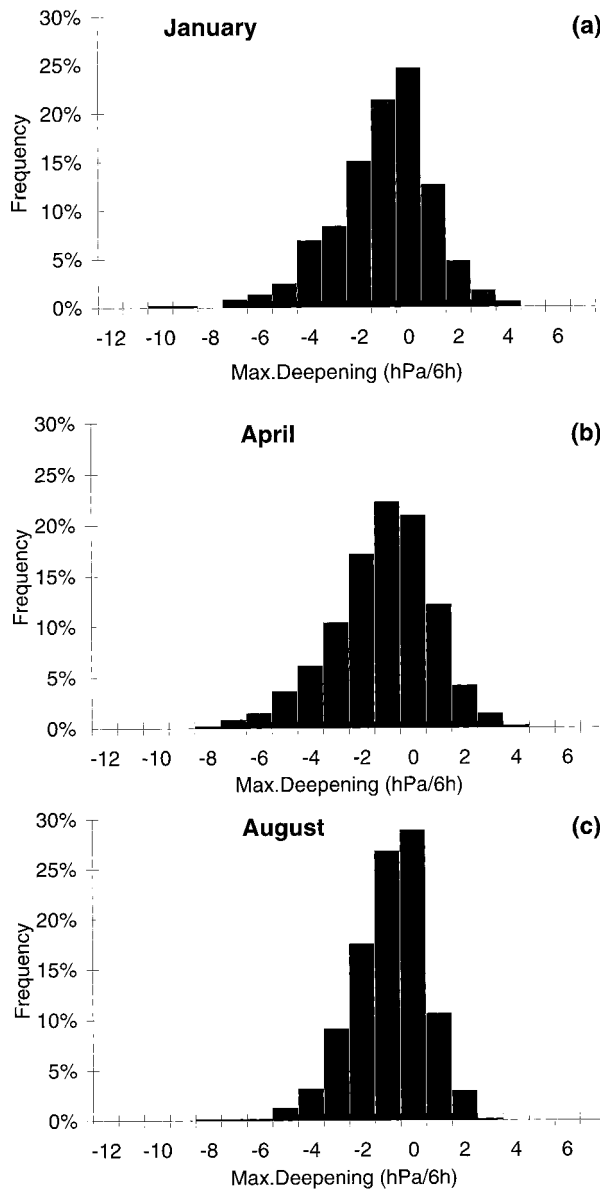 January (a)
30%
25%
20%
15%
10%
5%
0%
Frequency
-12 -10 -8 -6 -4 -2 0 2 4 6
Max.Deepening (hPa/6h)
April (b)
30%
25%
20%
15%
10%
5%
0%
Frequency
-12 -10 -8 -6 -4 -2 0 2 4 6
Max.Deepening (hPa/6h)
August (c)
30%
25%
20%
15%
10%
5%
0%
Frequency
-12 -10 -8 -6 -4 -2 0 2 4 6
Max.Deepening (hPa/6h)